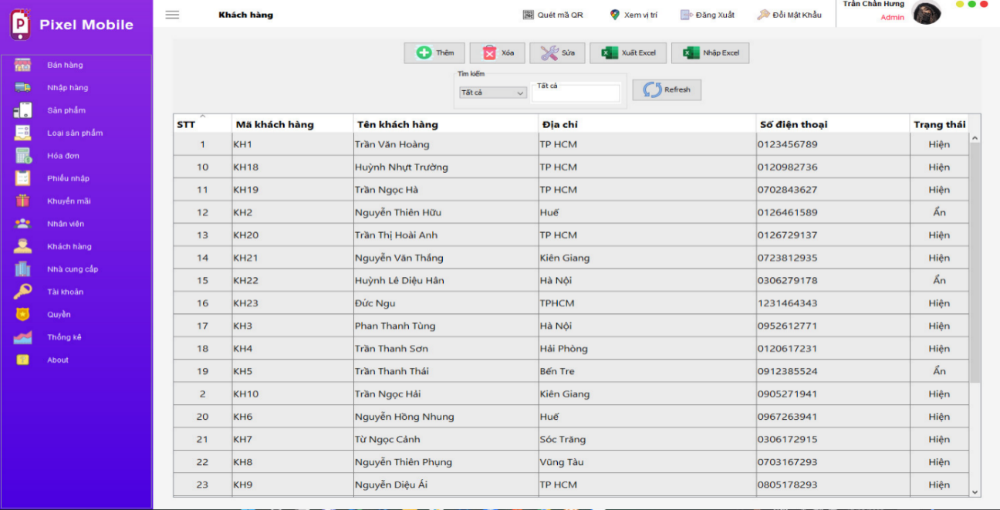 Pixel Mobile
Khách hàng
Quét mã QR
Xem vị trí
Đăng Xuất
Đổi Mật Khẩu
Trần Chấn Hưng
Admin
Bán hàng
Nhập hàng
Sản phẩm
Loại sản phẩm
Hóa đơn
Phiếu nhập
Khuyến mãi
Nhân viên
Khách hàng
Nhà cung cấp
Tài khoản
Quyền
Thống kê
About
Thêm
Xóa
Sửa
Xuất Excel
Nhập Excel
Tìm kiếm
Tất cả
Tất cả
Refresh
STT Mã khách hàng Tên khách hàng Địa chỉ Số điện thoại Trạng thái
1 KH1 Trần Văn Hoàng TP HCM 0123456789 Hiện
10 KH18 Huỳnh Nhựt Trường TP HCM 0120982736 Hiện
11 KH19 Trần Ngọc Hà TP HCM 0702843627 Hiện
12 KH2 Nguyễn Thiên Hữu Huế 0126461589 Ẩn
13 KH20 Trần Thị Hoài Anh TP HCM 0126729137 Hiện
14 KH21 Nguyễn Văn Thắng Kiên Giang 0723812935 Hiện
15 KH22 Huỳnh Lê Diệu Hân Hà Nội 0306279178 Ẩn
16 KH23 Đức Ngu TPHCM 1231464343 Hiện
17 KH3 Phan Thanh Tùng Hà Nội 0952612771 Hiện
18 KH4 Trần Thanh Sơn Hải Phòng 0120617231 Hiện
19 KH5 Trần Thanh Thái Bến Tre 0912385524 Ẩn
2 KH10 Trần Ngọc Hải Kiên Giang 0905271941 Hiện
20 KH6 Nguyễn Hồng Nhung Huế 0967263941 Hiện
21 KH7 Từ Ngọc Cảnh Sóc Trăng 0306172915 Hiện
22 KH8 Nguyễn Thiên Phụng Vũng Tàu 0703167293 Hiện
23 KH9 Nguyễn Diệu Ái TP HCM 0805178293 Hiện